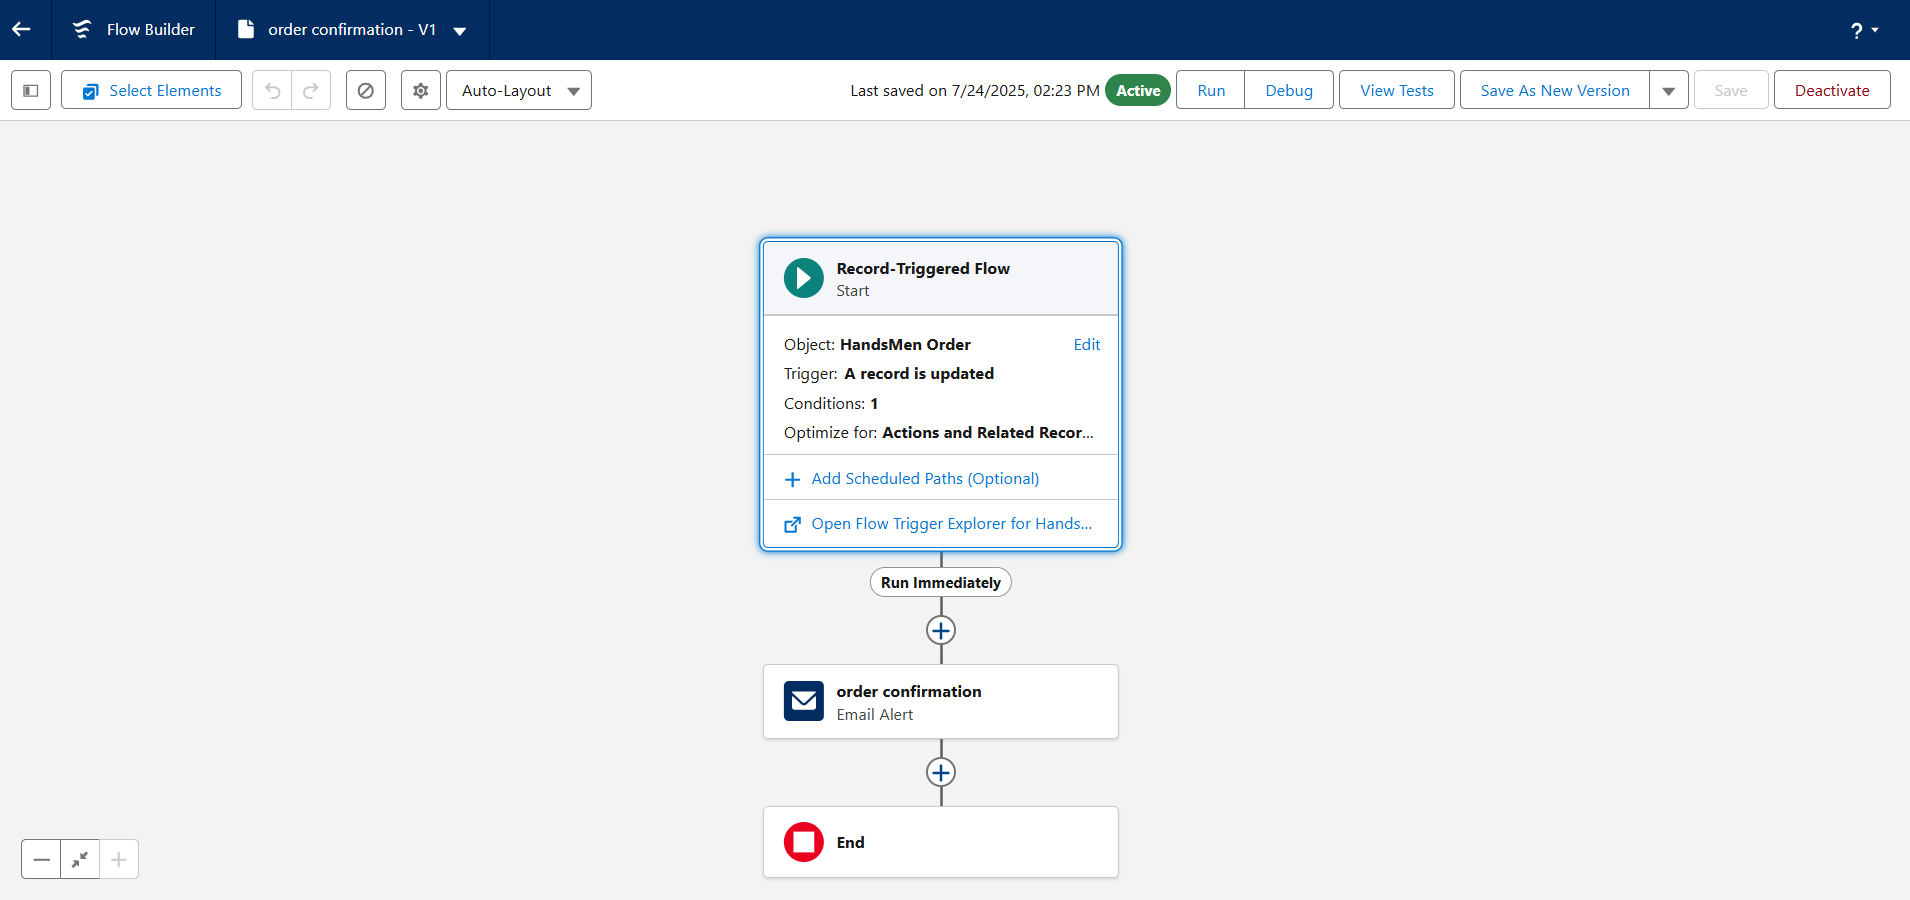 Flow Builder
order confirmation - V1
?
Select Elements
Auto-Layout
Last saved on 7/24/2025, 02:23 PM
Active
Run
Debug
View Tests
Save As New Version
Save
Deactivate
Record-Triggered Flow
Start
Object: HandsMen Order
Edit
Trigger: A record is updated
Conditions: 1
Optimize for: Actions and Related Recor...
Add Scheduled Paths (Optional)
Open Flow Trigger Explorer for Hands...
Run Immediately
order confirmation
Email Alert
End